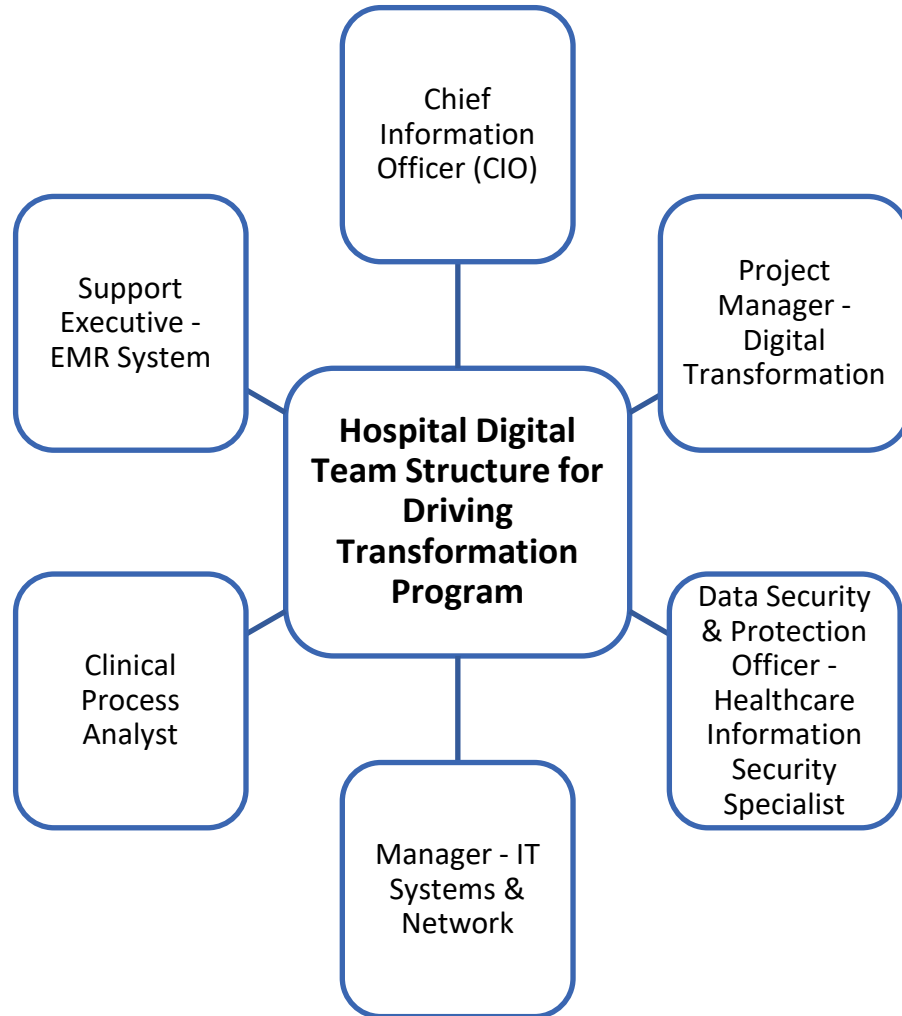 Chief
Information
Officer (CIO)
Support
Executive -
EMR System
Project
Manager -
Digital
Transformation
Hospital Digital
Team Structure for
Driving
Transformation
Program
Clinical
Process
Analyst
Data Security
& Protection
Officer -
Healthcare
Information
Security
Specialist
Manager - IT
Systems &
Network